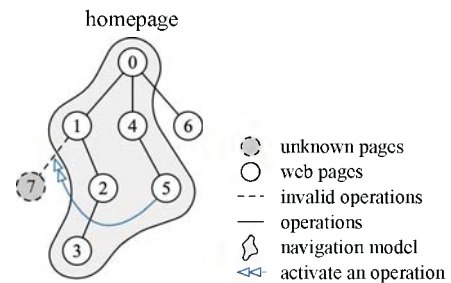 homepage
0
1
4
6
7
2
5
3
unknown pages
web pages
invalid operations
operations
navigation model
activate an operation